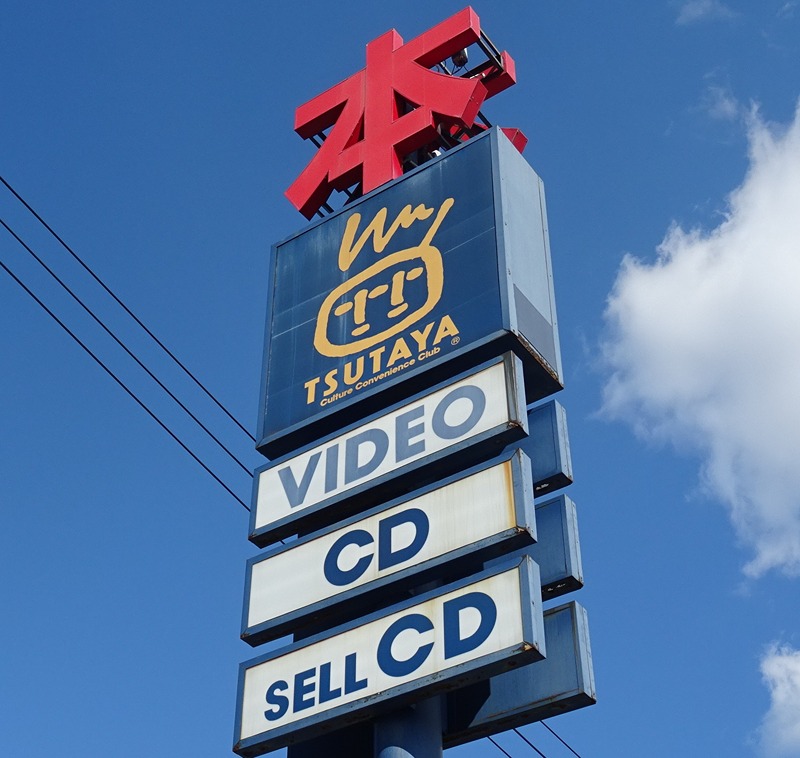 本
TSUTAYA®
Culture Convenience Club
VIDEO
CD
SELL CD